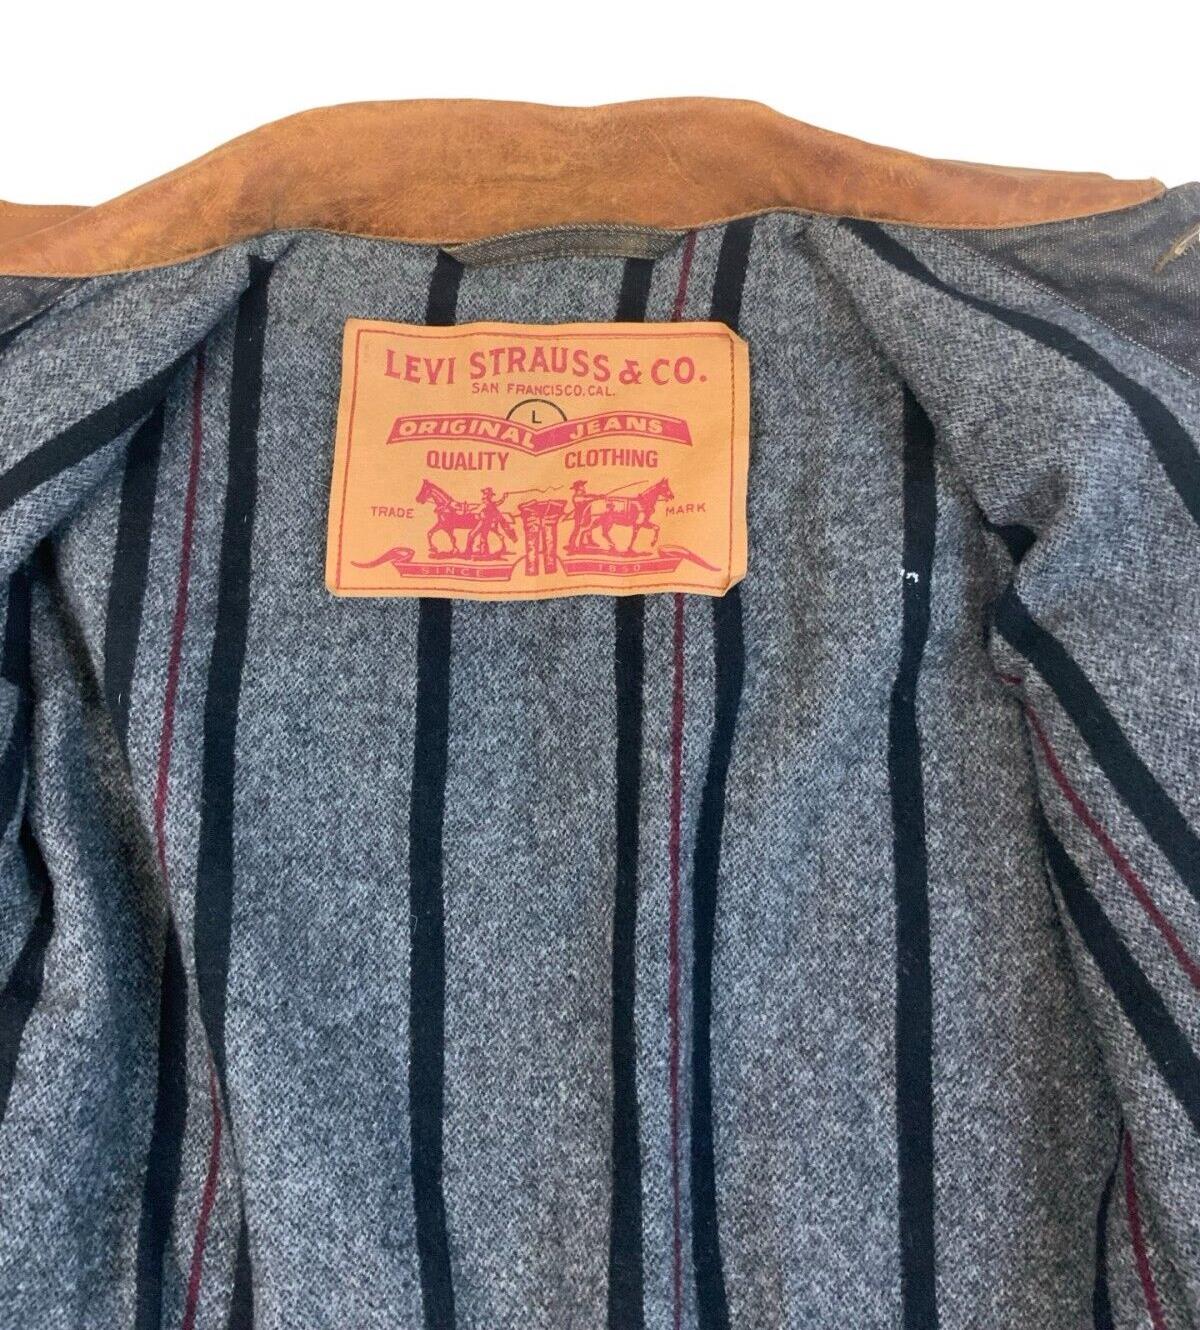 LEVI STRAUSS & CO.
SAN FRANCISCO, CAL.
L
ORIGINAL JEANS
QUALITY CLOTHING
TRADE MARK
SINCE 1850